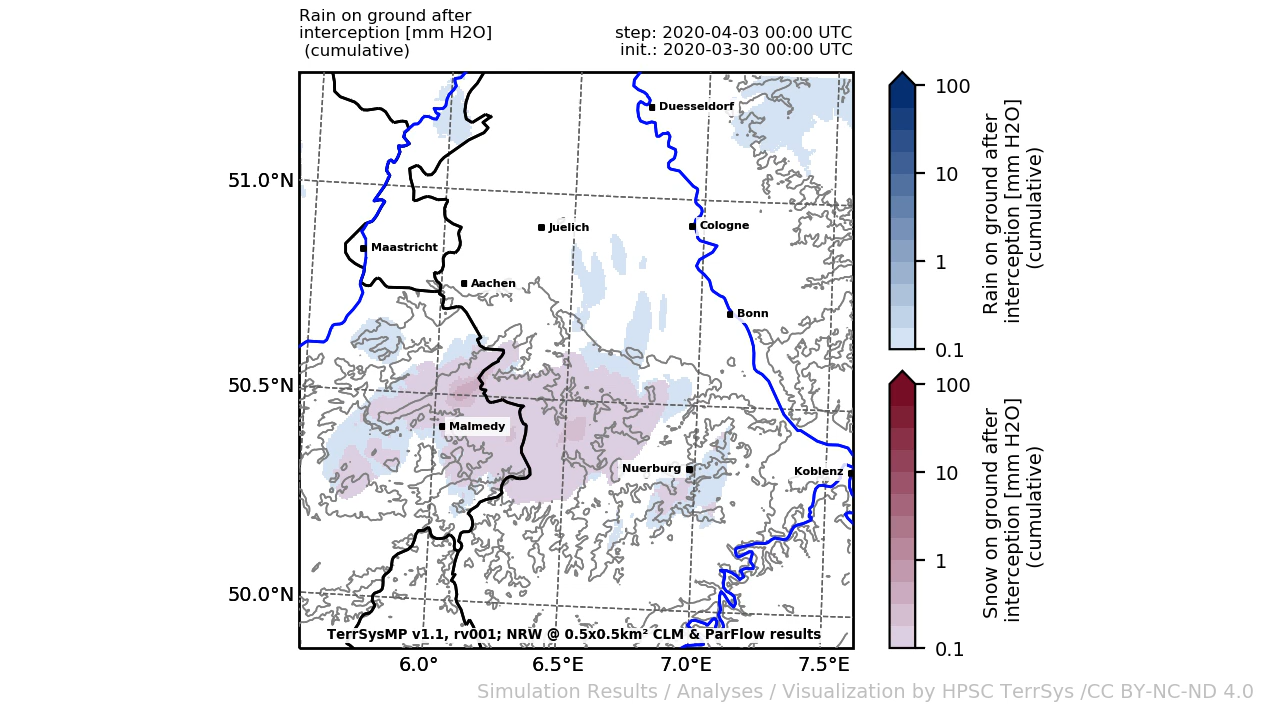 Rain on ground after
interception [mm H2O]
(cumulative)
step: 2020-04-03 00:00 UTC
init.: 2020-03-30 00:00 UTC
Duesseldorf
51.0°N
Juelich
Cologne
Maastricht
Aachen
Bonn
50.5°N
Malmedy
Nuerburg
Koblenz
50.0°N
TerrSysMP v1.1, rv001; NRW @ 0.5x0.5km² CLM & ParFlow results
6.0°
6.5°E
7.0°E
7.5°E
100
10
1
0.1
Rain on ground after
interception [mm H2O]
(cumulative)
100
10
1
0.1
Snow on ground after
interception [mm H2O]
(cumulative)
Simulation Results / Analyses / Visualization by HPSC TerrSys /CC BY-NC-ND 4.0